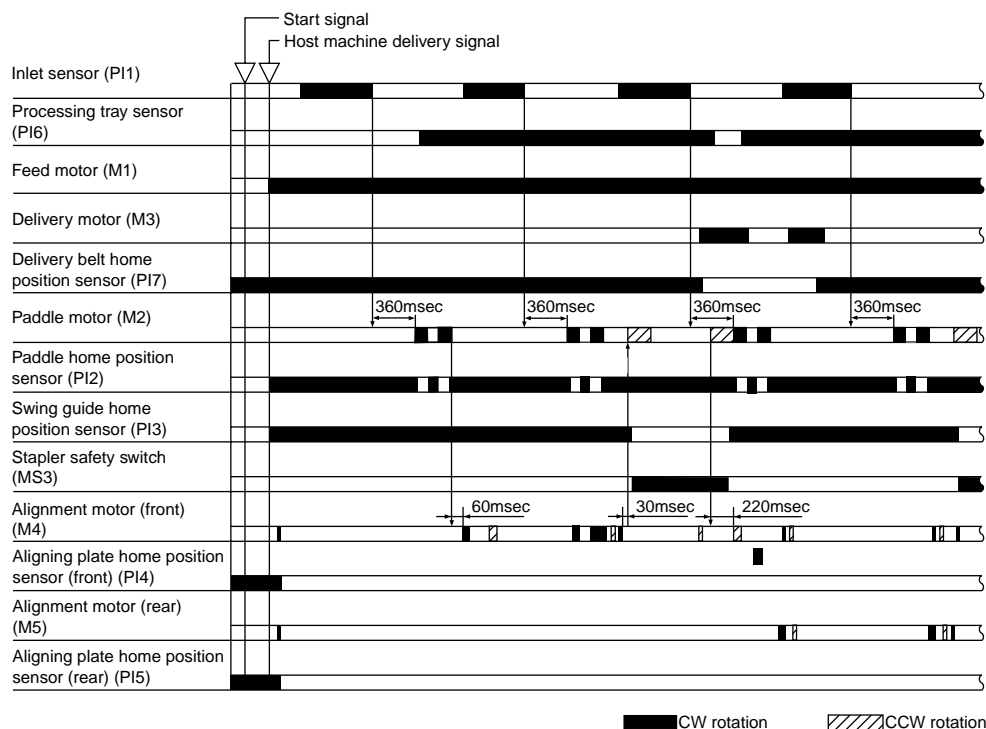 Start signal
Host machine delivery signal
Inlet sensor (PI1)
Processing tray sensor
(PI6)
Feed motor (M1)
Delivery motor (M3)
Delivery belt home
position sensor (PI7)
360msec 360msec 360msec 360msec
Paddle motor (M2)
Paddle home position
sensor (PI2)
Swing guide home
position sensor (PI3)
Stapler safety switch
(MS3)
Alignment motor (front)
(M4)
60msec 30msec 220msec
Aligning plate home position
sensor (front) (PI4)
Alignment motor (rear)
(M5)
Aligning plate home position
sensor (rear) (PI5)
CW rotation CCW rotation